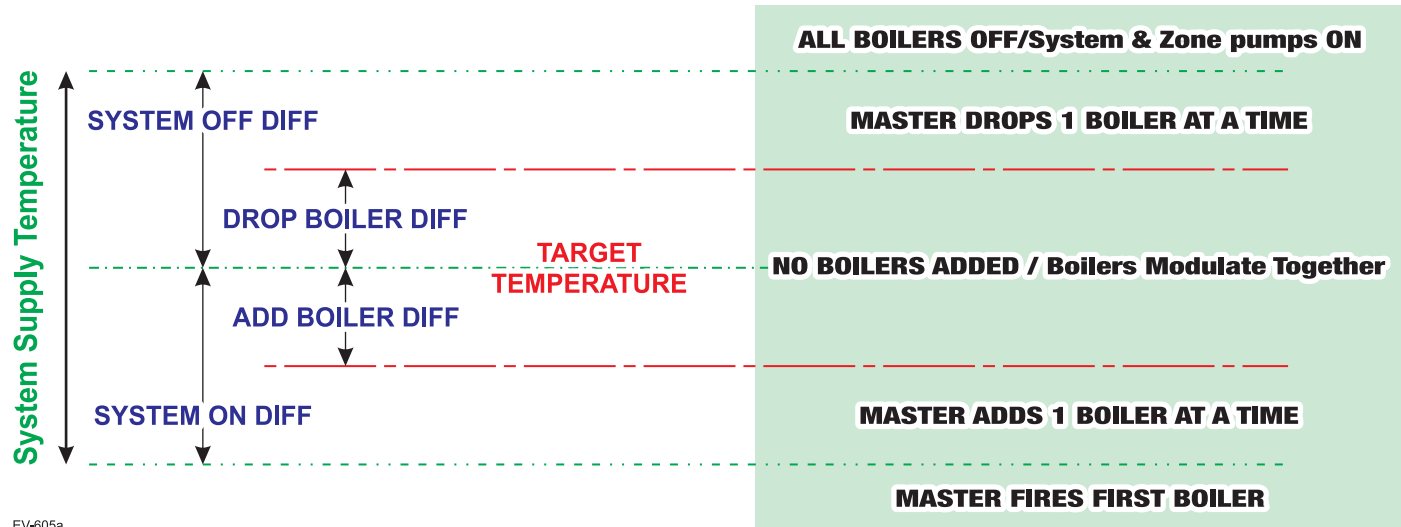 ALL BOILERS OFF/System & Zone pumps ON
System Supply Temperature
SYSTEM OFF DIFF
MASTER DROPS 1 BOILER AT A TIME
DROP BOILER DIFF
TARGET
TEMPERATURE
NO BOILERS ADDED / Boilers Modulate Together
ADD BOILER DIFF
SYSTEM ON DIFF
MASTER ADDS 1 BOILER AT A TIME
MASTER FIRES FIRST BOILER
EV-605a